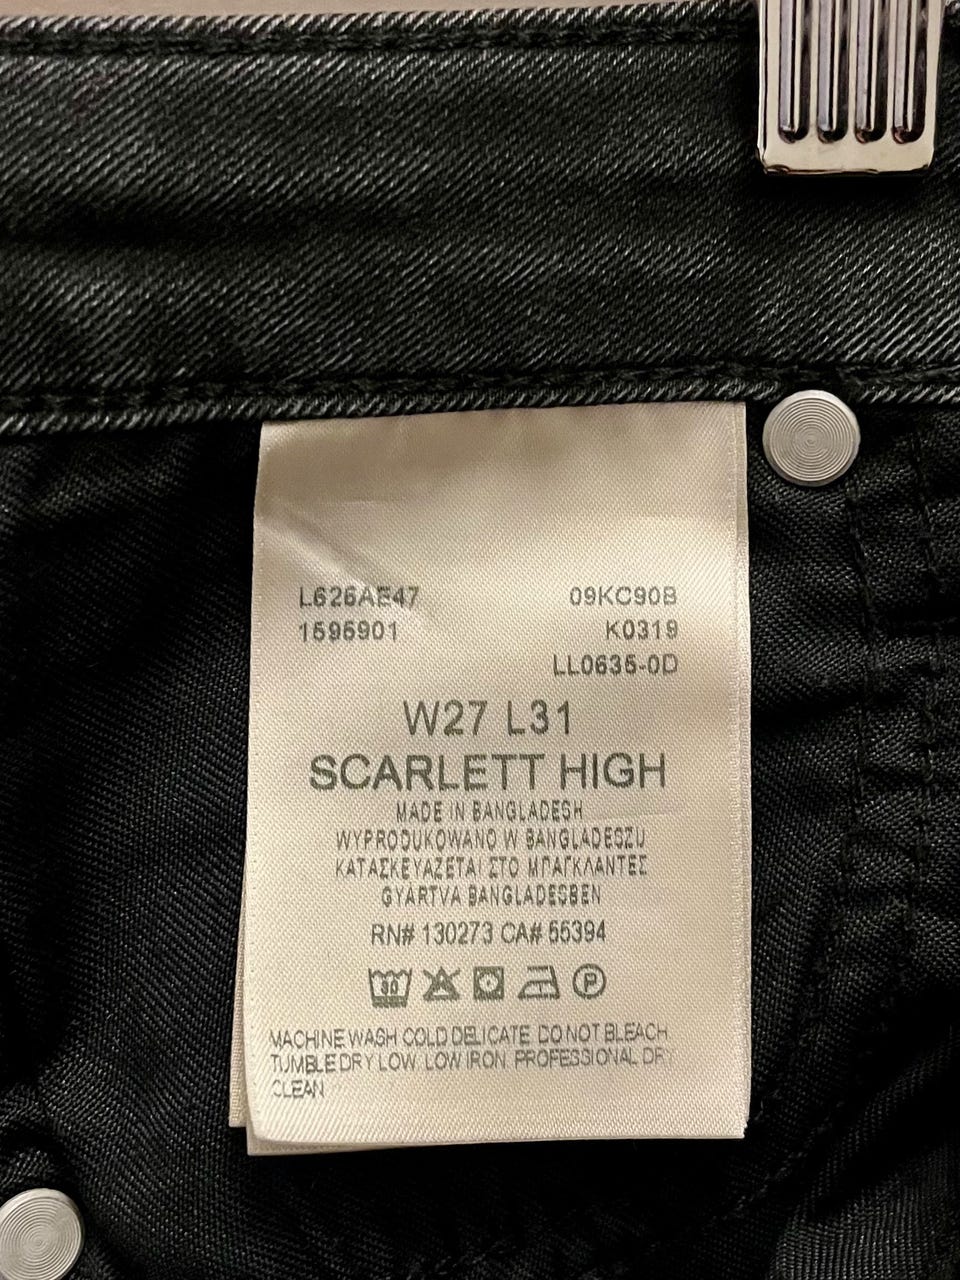 L626AE47 09KC90B
1595901 K0319
LL0635-0D
W27 L31
SCARLETT HIGH
MADE IN BANGLADESH
WYPRODUKOWANO W BANGLADESZU
ΚΑΤΑΣΚΕΥΑΖΕΤΑΙ ΣΤΟ ΜΠΑΓΚΛΑΝΤΕΣ
GYÁRTVA BANGLADESBEN
RN# 130273 CA# 55394
30 P
MACHINE WASH COLD DELICATE DO NOT BLEACH
TUMBLE DRY LOW LOW IRON PROFESSIONAL DRY
CLEAN